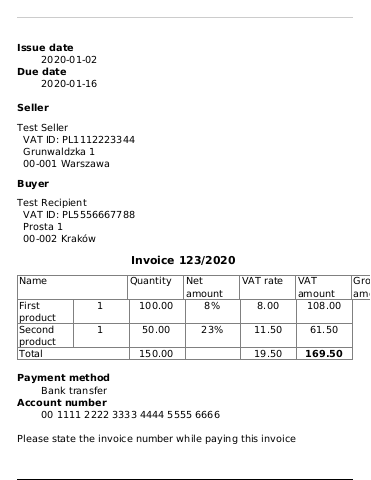 Issue date
2020-01-02
Due date
2020-01-16
Seller
Test Seller
VAT ID: PL1112223344
Grunwaldzka 1
00-001 Warszawa
Buyer
Test Recipient
VAT ID: PL5556667788
Prosta 1
00-002 Kraków
Invoice 123/2020
Name Quantity Net amount VAT rate VAT amount Gro am
First product 1 100.00 8% 8.00 108.00
Second product 1 50.00 23% 11.50 61.50
Total 150.00 19.50 169.50
Payment method
Bank transfer
Account number
00 1111 2222 3333 4444 5555 6666
Please state the invoice number while paying this invoice